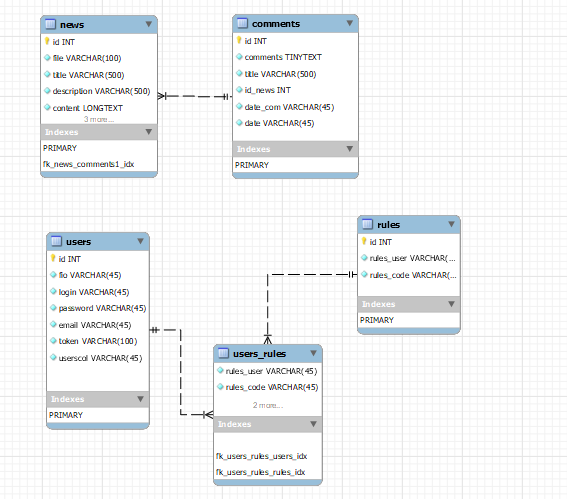 news
id INT
file VARCHAR(100)
title VARCHAR(500)
description VARCHAR(500)
content LONGTEXT
3 more...
Indexes
PRIMARY
fk_news_comments1_idx
comments
id INT
comments TINYTEXT
title VARCHAR(500)
id_news INT
date_com VARCHAR(45)
date VARCHAR(45)
Indexes
PRIMARY
users
id INT
fio VARCHAR(45)
login VARCHAR(45)
password VARCHAR(45)
email VARCHAR(45)
token VARCHAR(100)
userscol VARCHAR(45)
Indexes
PRIMARY
rules
id INT
rules_user VARCHAR(...
rules_code VARCHAR(...
Indexes
PRIMARY
users_rules
rules_user VARCHAR(45)
rules_code VARCHAR(45)
2 more...
Indexes
fk_users_rules_users_idx
fk_users_rules_rules_idx